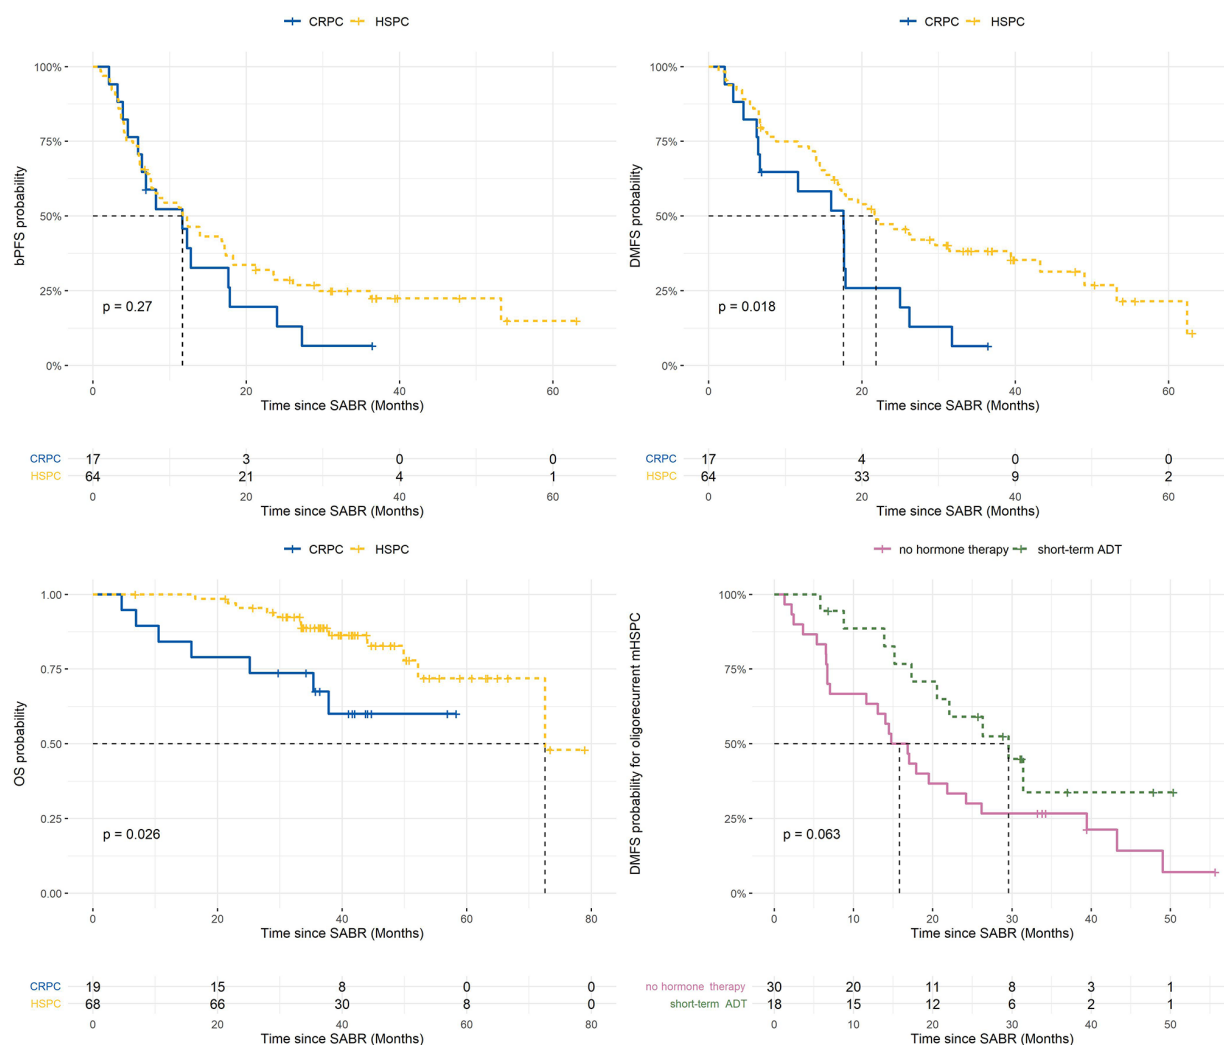 CRPC HSPC
100%
75%
50%
25%
0%
bPFS probability
p = 0.27
0 20 40 60
Time since SABR (Months)
CRPC 17 3 0 0
HSPC 64 21 4 1
0 20 40 60
Time since SABR (Months)
CRPC HSPC
100%
75%
50%
25%
0%
DMFS probability
p = 0.018
0 20 40 60
Time since SABR (Months)
CRPC 17 4 0 0
HSPC 64 33 9 2
0 20 40 60
Time since SABR (Months)
CRPC HSPC
1.00
0.75
0.50
0.25
0.00
OS probability
p = 0.026
0 20 40 60 80
Time since SABR (Months)
CRPC 19 15 8 0 0
HSPC 68 66 30 8 0
0 20 40 60 80
Time since SABR (Months)
no hormone therapy short-term ADT
100%
75%
50%
25%
0%
DMFS probability for oligorecurrent mHSPC
p = 0.063
0 10 20 30 40 50
Time since SABR (Months)
no hormone therapy 30 20 11 8 3 1
short-term ADT 18 15 12 6 2 1
0 10 20 30 40 50
Time since SABR (Months)